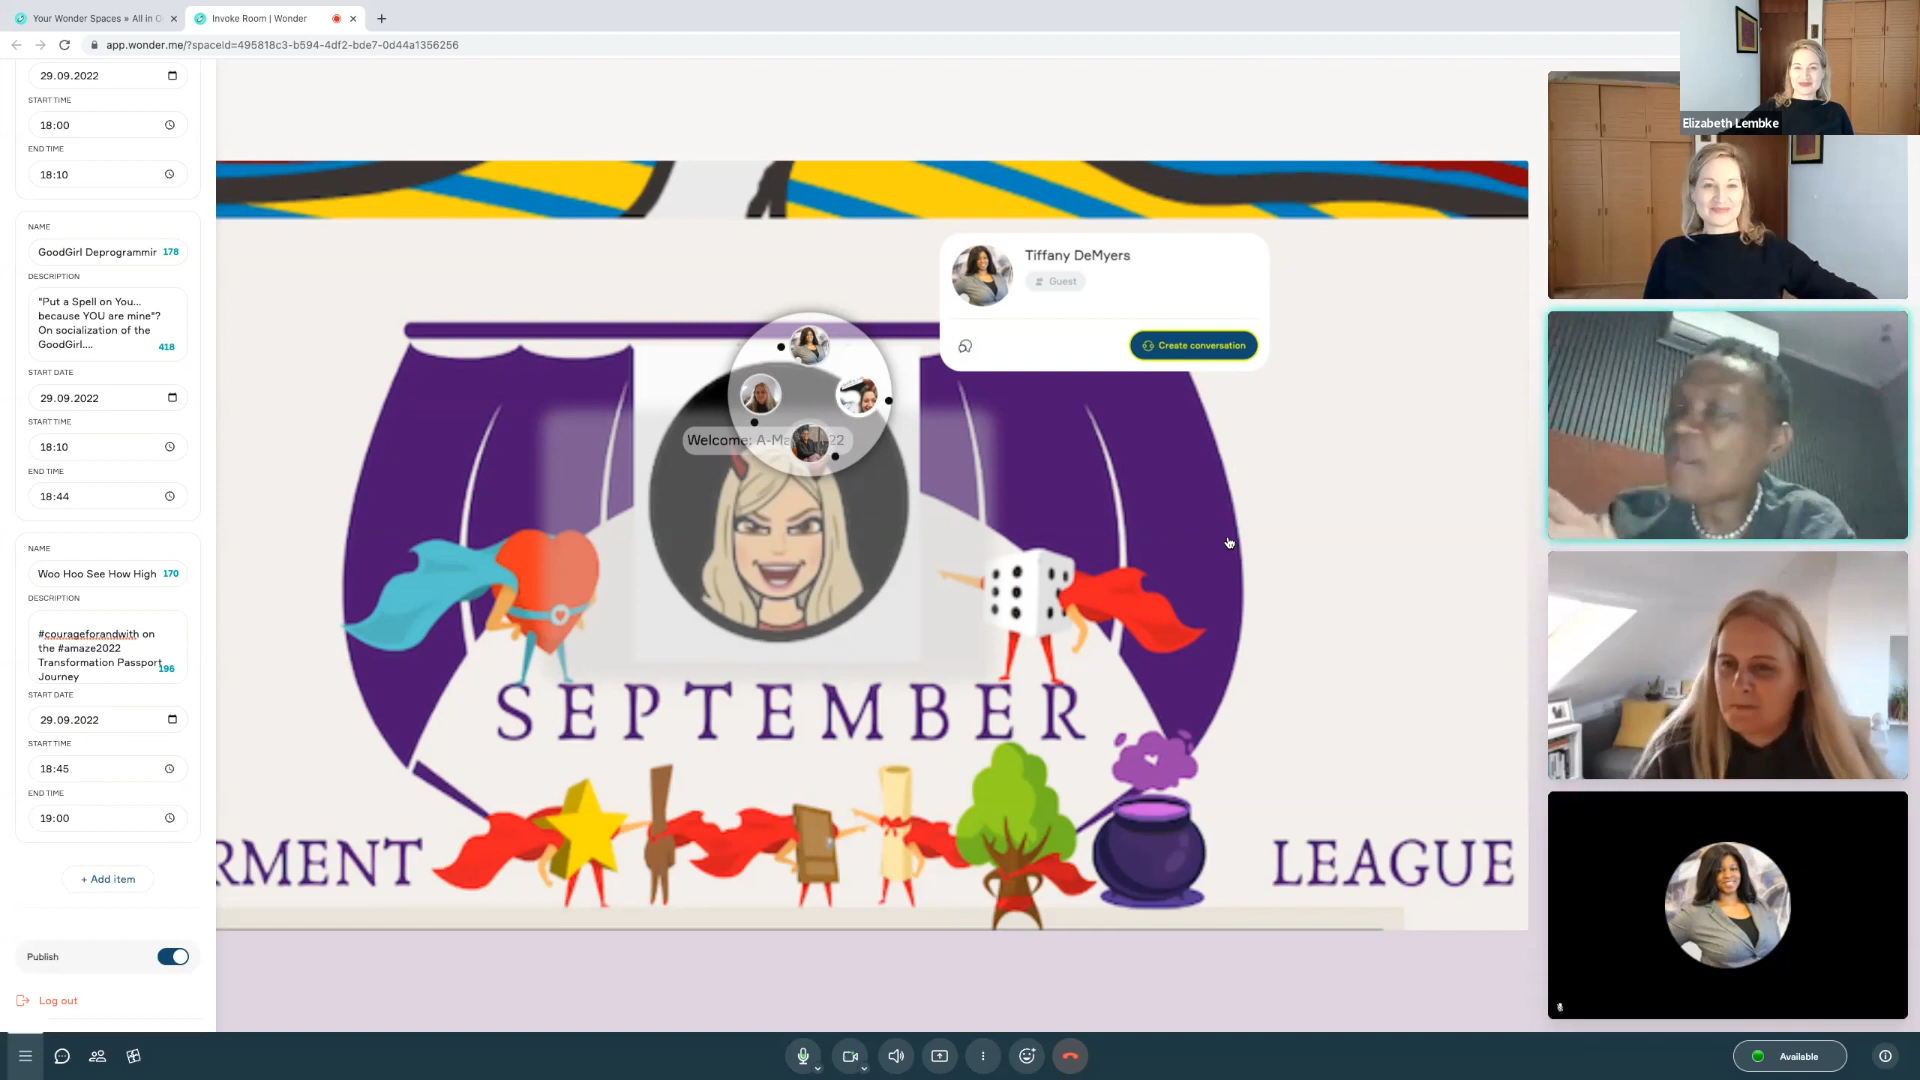 Your Wonder Spaces » All in O
Invoke Room | Wonder
app.wonder.me/?spaceId=495818c3-b594-4df2-bde7-0d44a1356256
29.09.2022
START TIME
18:00
END TIME
18:10
NAME
GoodGirl Deprogrammir 178
DESCRIPTION
"Put a Spell on You...
because YOU are mine"?
On socialization of the
GoodGirl....
418
START DATE
29.09.2022
START TIME
18:10
END TIME
18:44
NAME
Woo Hoo See How High 170
DESCRIPTION
#courageforandwith on
the #amaze2022
Transformation Passport
Journey
196
START DATE
29.09.2022
START TIME
18:45
END TIME
19:00
+ Add item
Publish
Log out
Tiffany DeMyers
Guest
Create conversation
Welcome: A-Ma 22
SEPTEMBER
RMENT
LEAGUE
Elizabeth Lembke
Available